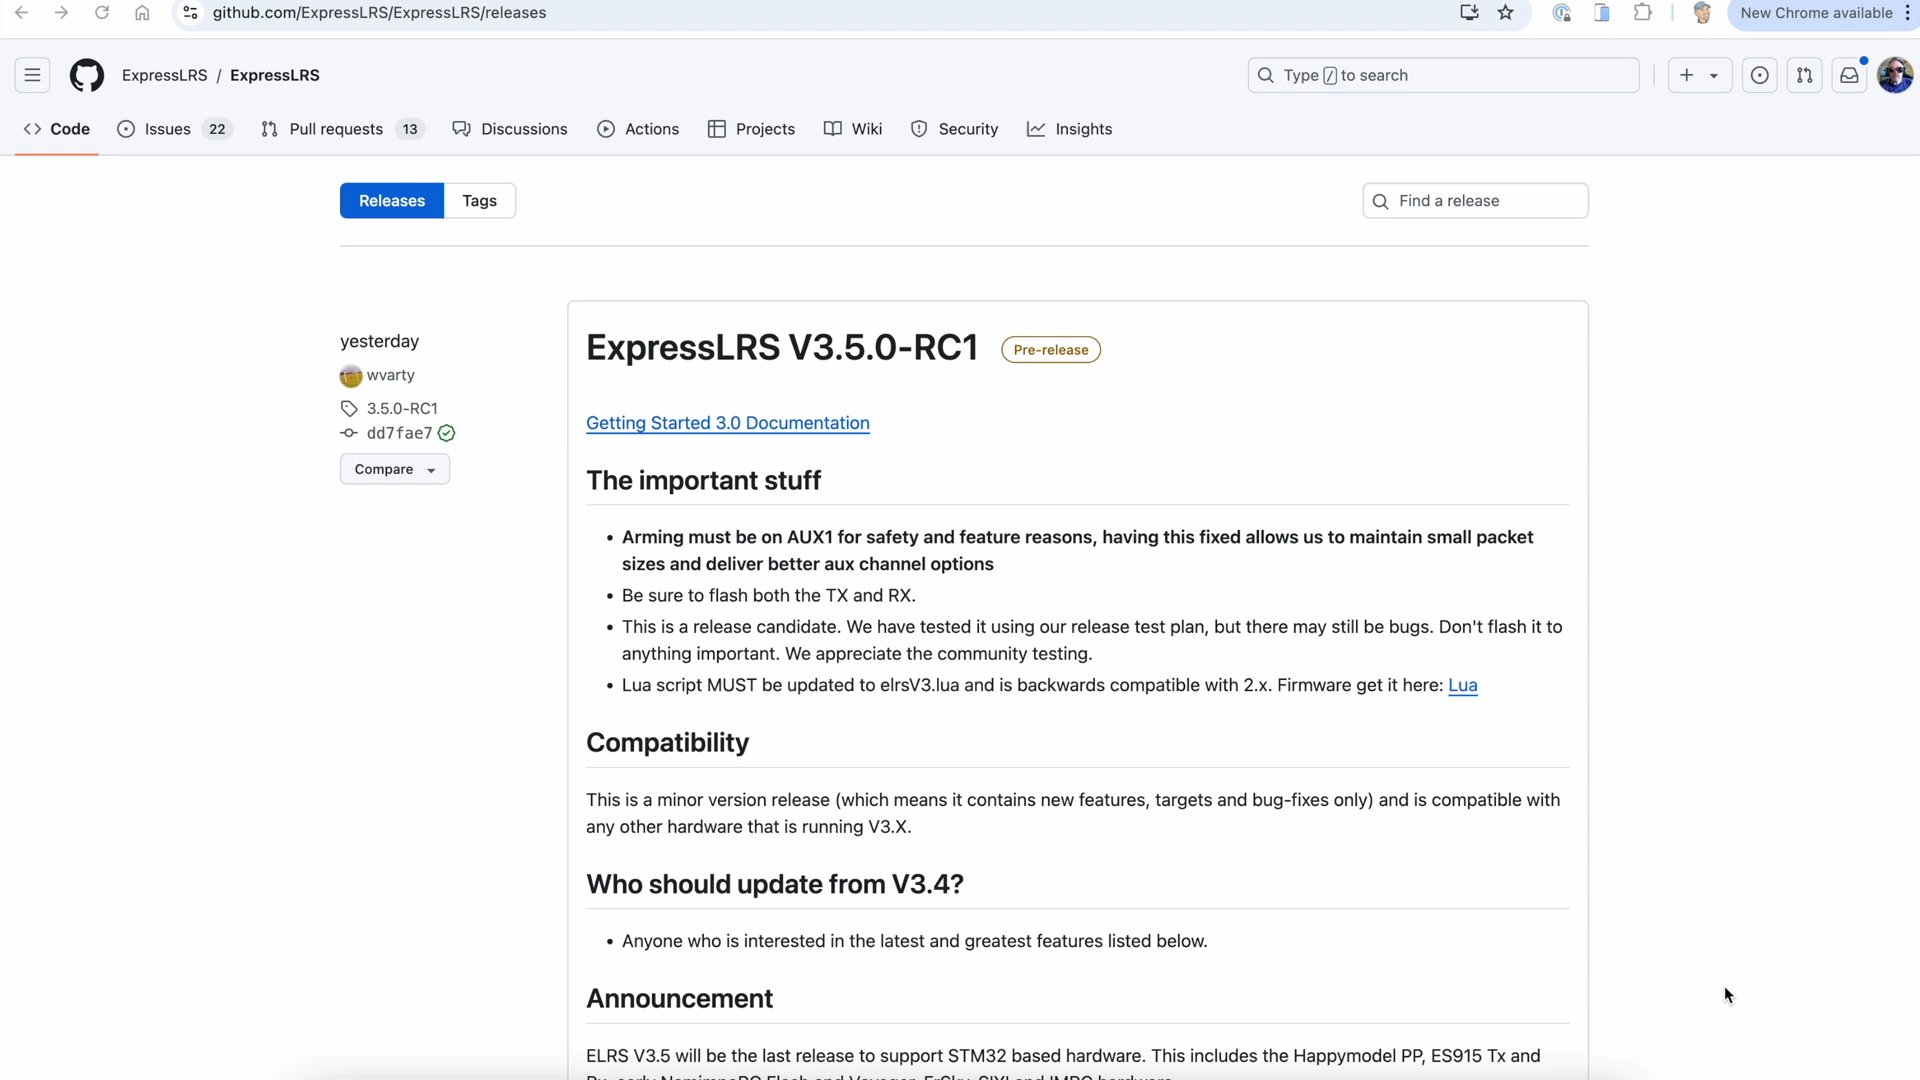 github.com/ExpressLRS/ExpressLRS/releases
New Chrome available
ExpressLRS / ExpressLRS
Type / to search
Code
Issues 22
Pull requests 13
Discussions
Actions
Projects
Wiki
Security
Insights
Releases
Tags
Find a release
yesterday
wvarty
3.5.0-RC1
dd7fae7
Compare
ExpressLRS V3.5.0-RC1 Pre-release
Getting Started 3.0 Documentation
The important stuff
• Arming must be on AUX1 for safety and feature reasons, having this fixed allows us to maintain small packet
sizes and deliver better aux channel options
• Be sure to flash both the TX and RX.
• This is a release candidate. We have tested it using our release test plan, but there may still be bugs. Don't flash it to
anything important. We appreciate the community testing.
• Lua script MUST be updated to elrsV3.lua and is backwards compatible with 2.x. Firmware get it here: Lua
Compatibility
This is a minor version release (which means it contains new features, targets and bug-fixes only) and is compatible with
any other hardware that is running V3.X.
Who should update from V3.4?
• Anyone who is interested in the latest and greatest features listed below.
Announcement
ELRS V3.5 will be the last release to support STM32 based hardware. This includes the Happymodel PP, ES915 Tx and